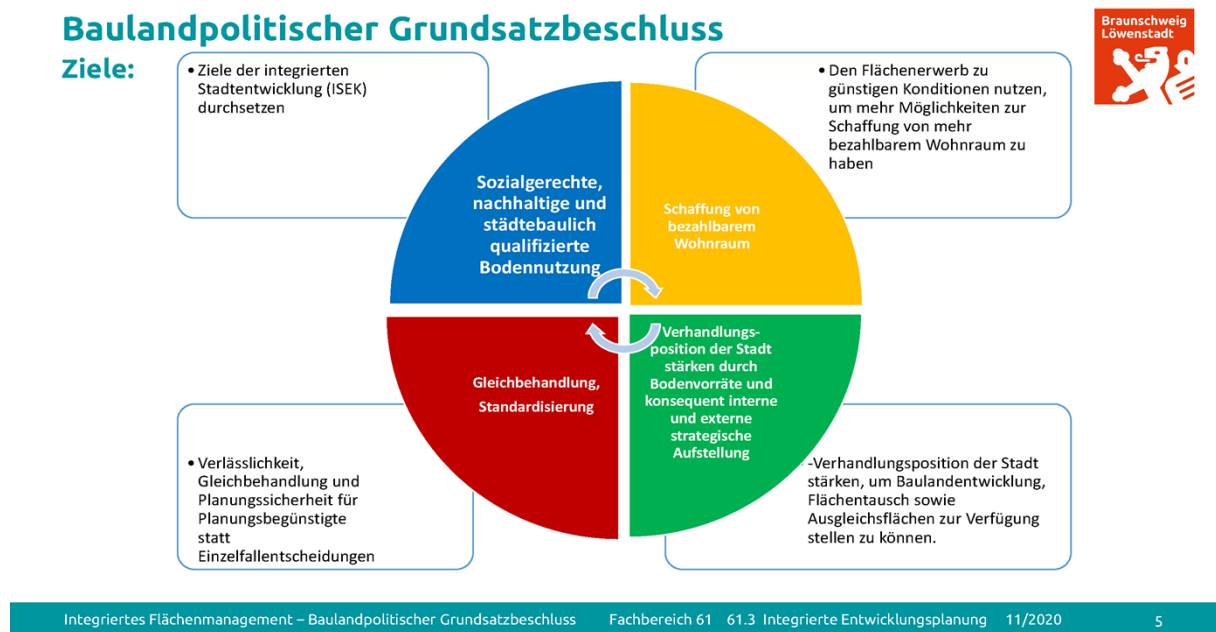 Baulandpolitischer Grundsatzbeschluss
Ziele:
Braunschweig
Löwenstadt
• Ziele der integrierten
Stadtentwicklung (ISEK)
durchsetzen
• Den Flächenerwerb zu
günstigen Konditionen nutzen,
um mehr Möglichkeiten zur
Schaffung von mehr
bezahlbarem Wohnraum zu
haben
Sozialgerechte,
nachhaltige und
städtebaulich
qualifizierte
Bodennutzung
Schaffung von
bezahlbarem
Wohnraum
Gleichbehandlung,
Standardisierung
Verhandlungs-
position der Stadt
stärken durch
Bodenvorräte und
konsequent interne
und externe
strategische
Aufstellung
• Verlässlichkeit,
Gleichbehandlung und
Planungssicherheit für
Planungsbegünstigte
statt
Einzelfallentscheidungen
-Verhandlungsposition der Stadt
stärken, um Baulandentwicklung,
Flächentausch sowie
Ausgleichsflächen zur Verfügung
stellen zu können.
Integriertes Flächenmanagement – Baulandpolitischer Grundsatzbeschluss Fachbereich 61 61.3 Integrierte Entwicklungsplanung 11/2020 5